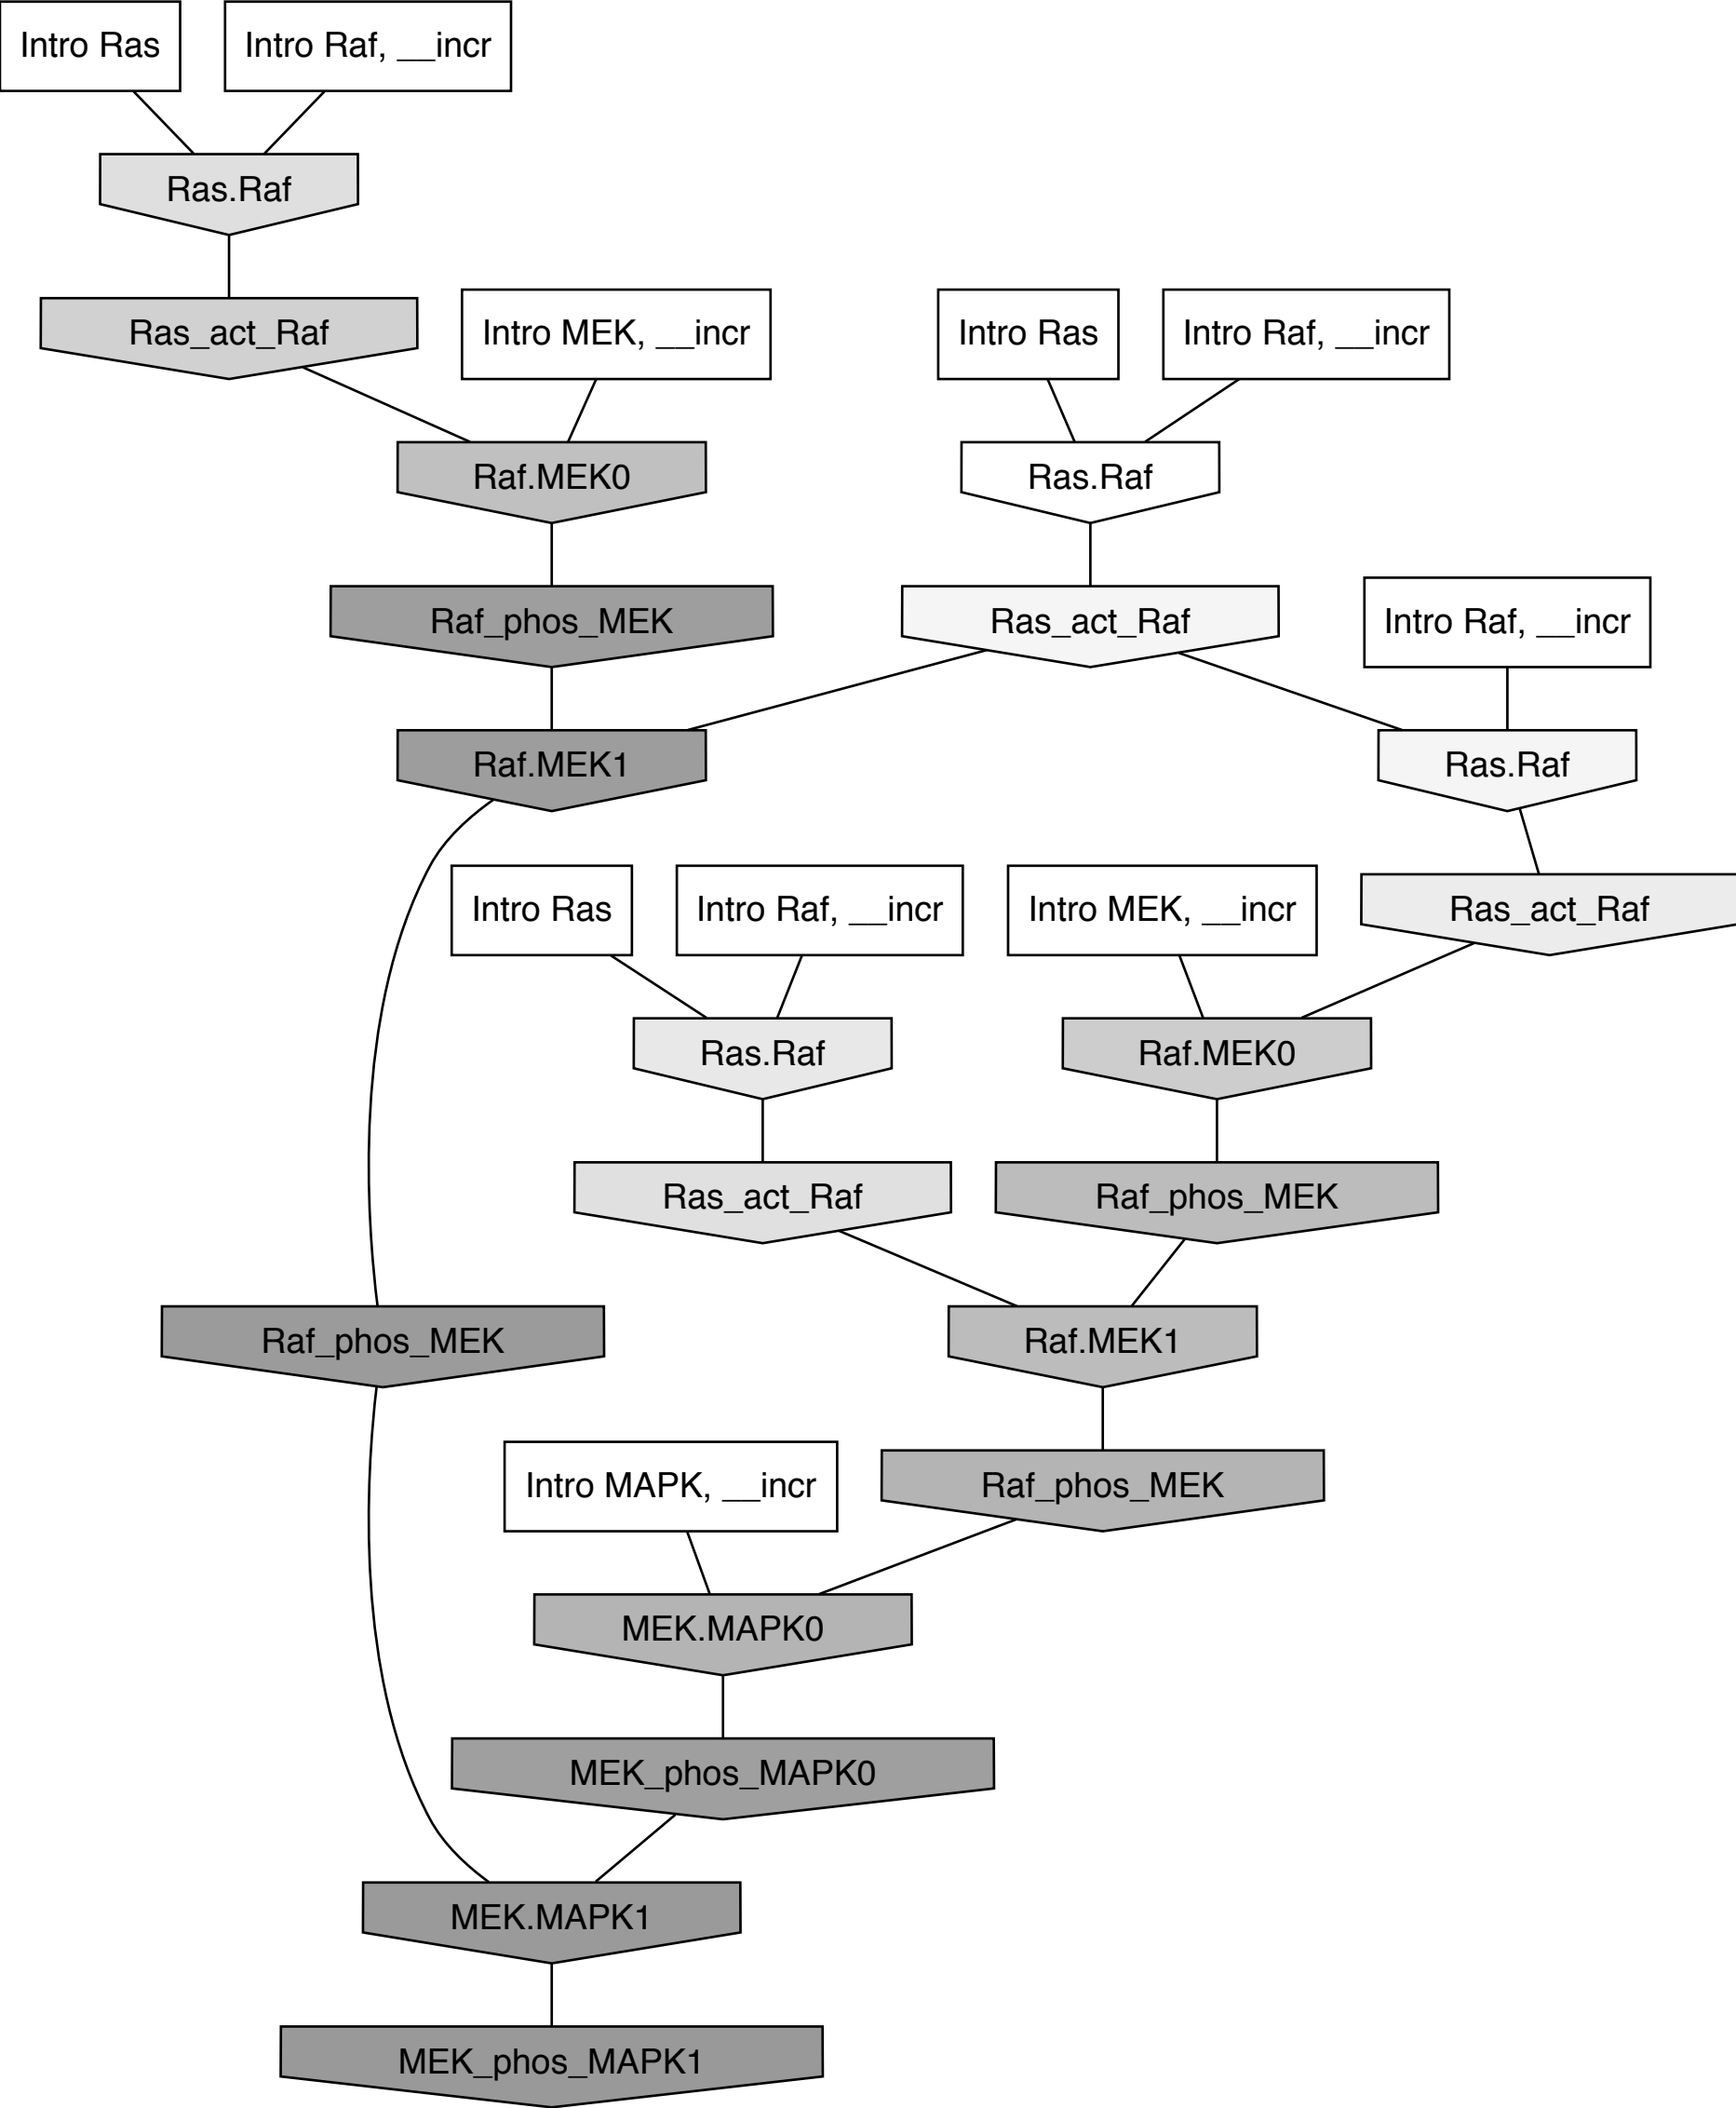 Intro Ras
Intro Raf, __incr
Ras.Raf
Ras_act_Raf
Intro MEK, __incr
Intro Ras
Intro Raf, __incr
Raf.MEK0
Ras.Raf
Raf_phos_MEK
Ras_act_Raf
Intro Raf, __incr
Raf.MEK1
Ras.Raf
Intro Ras
Intro Raf, __incr
Intro MEK, __incr
Ras_act_Raf
Ras.Raf
Raf.MEK0
Ras_act_Raf
Raf_phos_MEK
Raf_phos_MEK
Raf.MEK1
Intro MAPK, __incr
Raf_phos_MEK
MEK.MAPK0
MEK_phos_MAPK0
MEK.MAPK1
MEK_phos_MAPK1